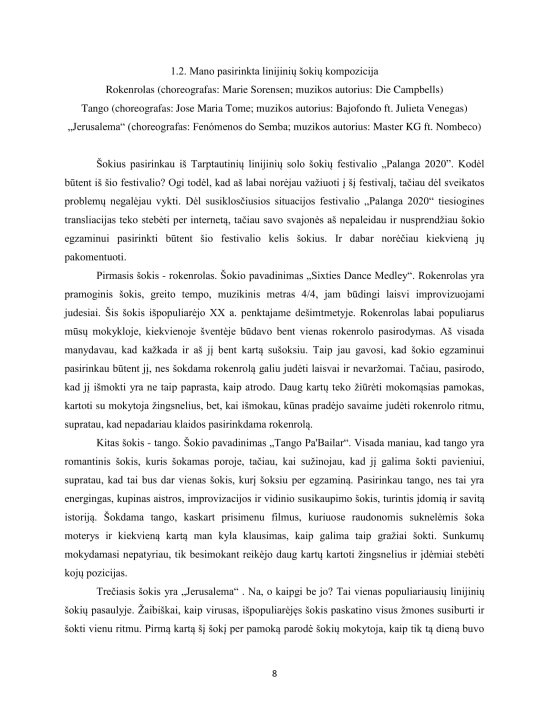 1.2. Mano pasirinkta linijinių šokių kompozicija
Rokenrolas (choreografas: Marie Sorensen; muzikos autorius: Die Campbells)
Tango (choreografas: Jose Maria Tome; muzikos autorius: Bajofondo ft. Julieta Venegas)
„Jerusalema“ (choreografas: Fenómenos do Semba; muzikos autorius: Master KG ft. Nombeco)
Šokius pasirinkau iš Tarptautinių linijinių solo šokių festivalio „Palanga 2020”. Kodėl
būtent iš šio festivalio? Ogi todėl, kad aš labai norėjau važiuoti į šį festivalį, tačiau dėl sveikatos
problemų negalėjau vykti. Dėl susiklosčiusios situacijos festivalio „Palanga 2020“ tiesiogines
transliacijas teko stebėti per internetą, tačiau savo svajonės aš nepaleidau ir nusprendžiau šokio
egzaminui pasirinkti būtent šio festivalio kelis šokius. Ir dabar norėčiau kiekvieną jų
pakomentuoti.
Pirmasis šokis - rokenrolas. Šokio pavadinimas „Sixties Dance Medley“. Rokenrolas yra
pramoginis šokis, greito tempo, muzikinis metras 4/4, jam būdingi laisvi improvizuojami
judesiai. Šis šokis išpopuliarėjo XX a. penktajame dešimtmetyje. Rokenrolas labai populiarus
mūsų mokykloje, kiekvienoje šventėje būdavo bent vienas rokenrolo pasirodymas. Aš visada
manydavau, kad kažkada ir aš jį bent kartą sušoksiu. Taip jau gavosi, kad šokio egzaminui
pasirinkau būtent jį, nes šokdama rokenrolą galiu judėti laisvai ir nevaržomai. Tačiau, pasirodo,
kad jį išmokti yra ne taip paprasta, kaip atrodo. Daug kartų teko žiūrėti mokomąsias pamokas,
kartoti su mokytoja žingsnelius, bet, kai išmokau, kūnas pradėjo savaime judėti rokenrolo ritmu,
supratau, kad nepadariau klaidos pasirinkdama rokenrolą.
Kitas šokis - tango. Šokio pavadinimas „Tango Pa'Bailar“. Visada maniau, kad tango yra
romantinis šokis, kuris šokamas poroje, tačiau, kai sužinojau, kad jį galima šokti pavieniui,
supratau, kad tai bus dar vienas šokis, kurį šoksiu per egzaminą. Pasirinkau tango, nes tai yra
energingas, kupinas aistros, improvizacijos ir vidinio susikaupimo šokis, turintis įdomią ir savitą
istoriją. Šokdama tango, kaskart prisimenu filmus, kuriuose raudonomis suknelėmis šoka
moterys ir kiekvieną kartą man kyla klausimas, kaip galima taip gražiai šokti. Sunkumų
mokydamasi nepatyriau, tik besimokant reikėjo daug kartų kartoti žingsnelius ir įdėmiai stebėti
kojų pozicijas.
Trečiasis šokis yra „Jerusalema“ . Na, o kaipgi be jo? Tai vienas populiariausių linijinių
šokių pasaulyje. Žaibiškai, kaip virusas, išpopuliarėjęs šokis paskatino visus žmones susiburti ir
šokti vienu ritmu. Pirmą kartą šį šokį per pamoką parodė šokių mokytoja, kaip tik tą dieną buvo
8